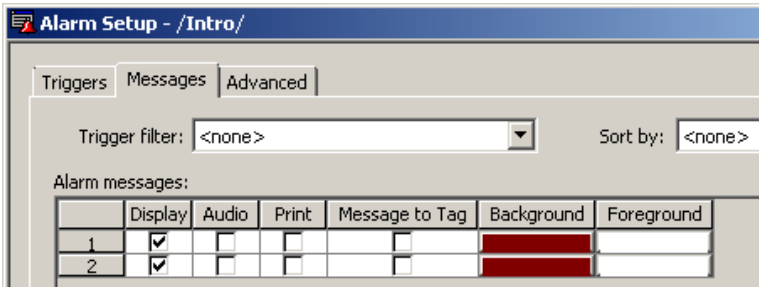 Alarm Setup - /Intro/
Triggers Messages Advanced
Trigger filter: <none> Sort by: <none>
Alarm messages:
Display Audio Print Message to Tag Background Foreground
1
2